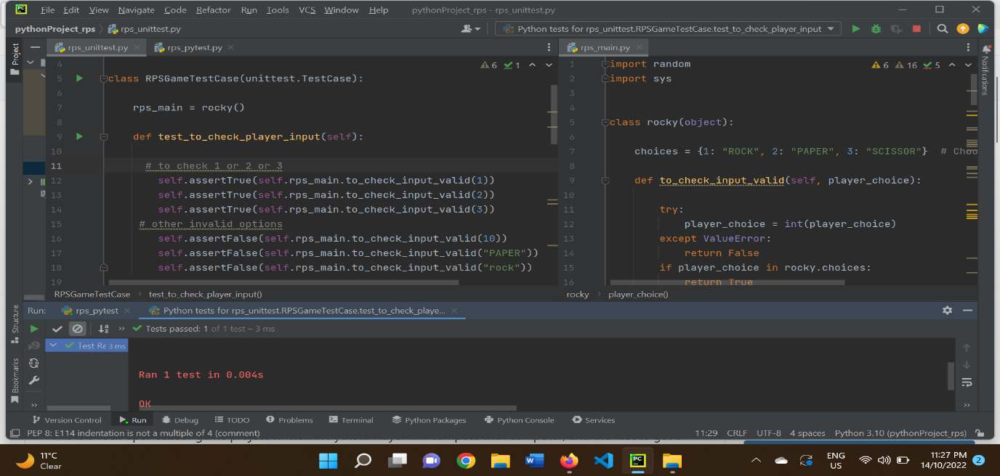 PC File Edit View Navigate Code Refactor Run Tools VCS Window Help pythonProject_rps - rps_unittest.py
pythonProject_rps rps_unittest.py Python tests for rps_unittest.RPSGameTestCase.test_to_check_player_input
Project
rps_unittest.py rps_pytest.py
4
5 class RPSGameTestCase(unittest.TestCase):
6
7 rps_main = rocky()
8
9 def test_to_check_player_input(self):
10
11 # to check 1 or 2 or 3
12 self.assertTrue(self.rps_main.to_check_input_valid(1))
13 self.assertTrue(self.rps_main.to_check_input_valid(2))
14 self.assertTrue(self.rps_main.to_check_input_valid(3))
15 # other invalid options
16 self.assertFalse(self.rps_main.to_check_input_valid(10))
17 self.assertFalse(self.rps_main.to_check_input_valid("PAPER"))
18 self.assertFalse(self.rps_main.to_check_input_valid("rock"))
19
6 1
RPSGameTestCase test_to_check_player_input()
rps_main.py
1 import random
2 import sys
3
4
5 class rocky(object):
6
7 choices = {1: "ROCK", 2: "PAPER", 3: "SCISSOR"} # Choo
8
9 def to_check_input_valid(self, player_choice):
10
11 try:
12 player_choice = int(player_choice)
13 except ValueError:
14 return False
15 if player_choice in rocky.choices:
16 return True
6 16 5
rocky player_choice()
Notifications
Run: rps_pytest Python tests for rps_unittest.RPSGameTestCase.test_to_check_playe...
Tests passed: 1 of 1 test – 3 ms
Test Re 3 ms
Ran 1 test in 0.004s
OK
Structure
Bookmarks
Version Control Run Debug TODO Problems Terminal Python Packages Python Console Services
PEP 8: E114 indentation is not a multiple of 4 (comment) 11:29 CRLF UTF-8 4 spaces Python 3.10 (pythonProject_rps)
11°C
Clear
PC
ENG
US
11:27 PM
14/10/2022
2